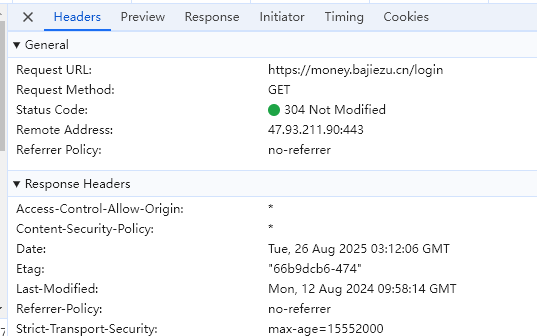 Headers Preview Response Initiator Timing Cookies
General
Request URL: https://money.bajiezu.cn/login
Request Method: GET
Status Code: 304 Not Modified
Remote Address: 47.93.211.90:443
Referrer Policy: no-referrer
Response Headers
Access-Control-Allow-Origin: *
Content-Security-Policy: *
Date: Tue, 26 Aug 2025 03:12:06 GMT
Etag: "66b9dcb6-474"
Last-Modified: Mon, 12 Aug 2024 09:58:14 GMT
Referrer-Policy: no-referrer
Strict-Transport-Security: max-age=15552000